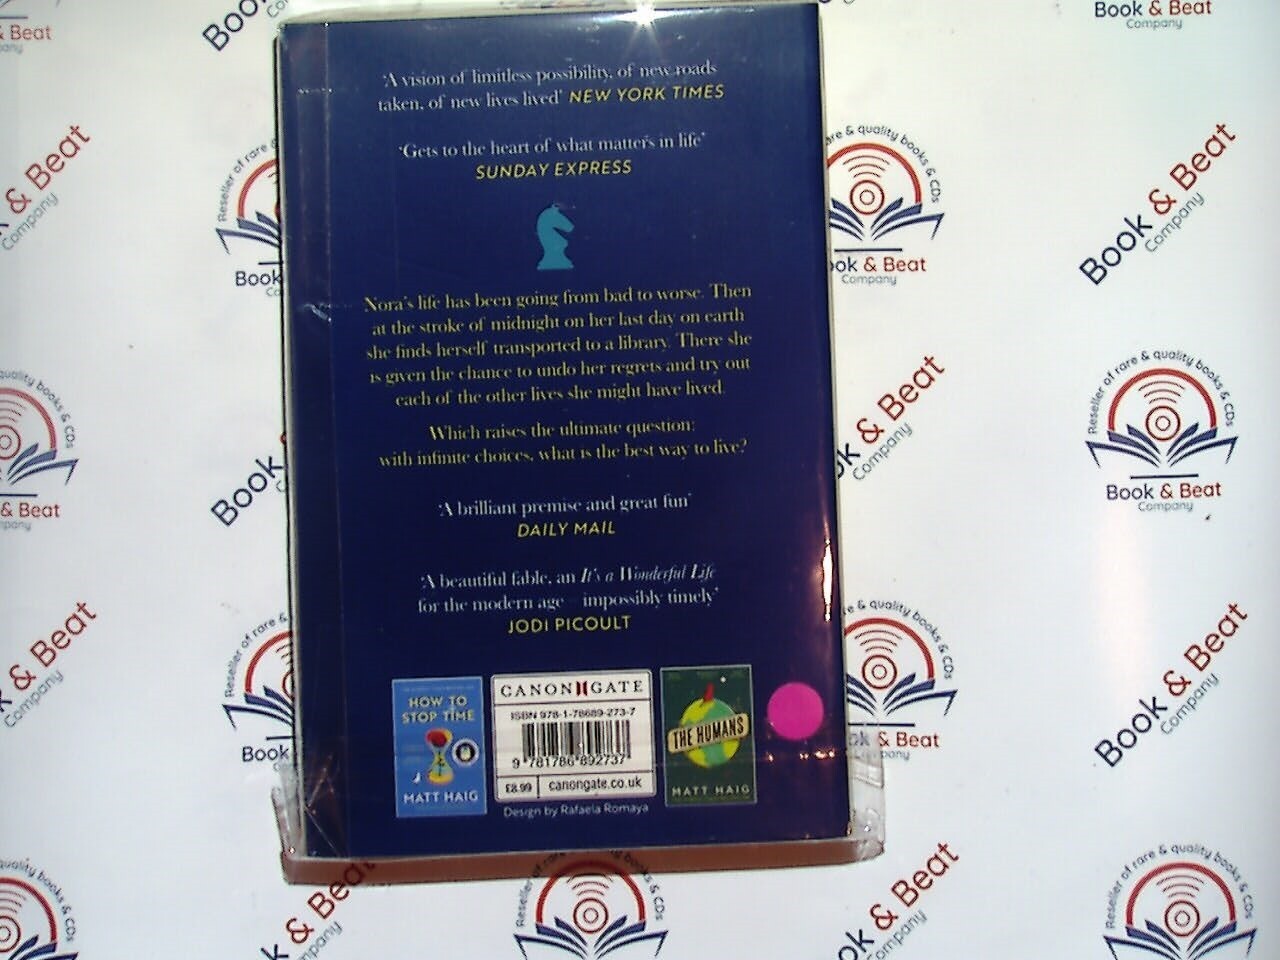 'A vision of limitless possibility, of new roads
taken, of new lives lived' NEW YORK TIMES
'Gets to the heart of what matters in life'
SUNDAY EXPRESS
Nora's life has been going from bad to worse. Then
at the stroke of midnight on her last day on earth
she finds herself transported to a library. There she
is given the chance to undo her regrets and try out
each of the other lives she might have lived.
Which raises the ultimate question:
with infinite choices, what is the best way to live?
'A brilliant premise and great fun'
DAILY MAIL
'A beautiful fable, an It's a Wonderful Life
for the modern age – impossibly timely'
JODI PICOULT
HOW TO
STOP TIME
MATT HAIG
CANONGATE
ISBN 978-1-78689-273-7
9 781786 892737
£8.99 canongate.co.uk
Design by Rafaela Romaya
THE HUMANS
MATT HAIG
Book & Beat
Company
Reseller of rare & quality books & CDs
Book & Beat
Company